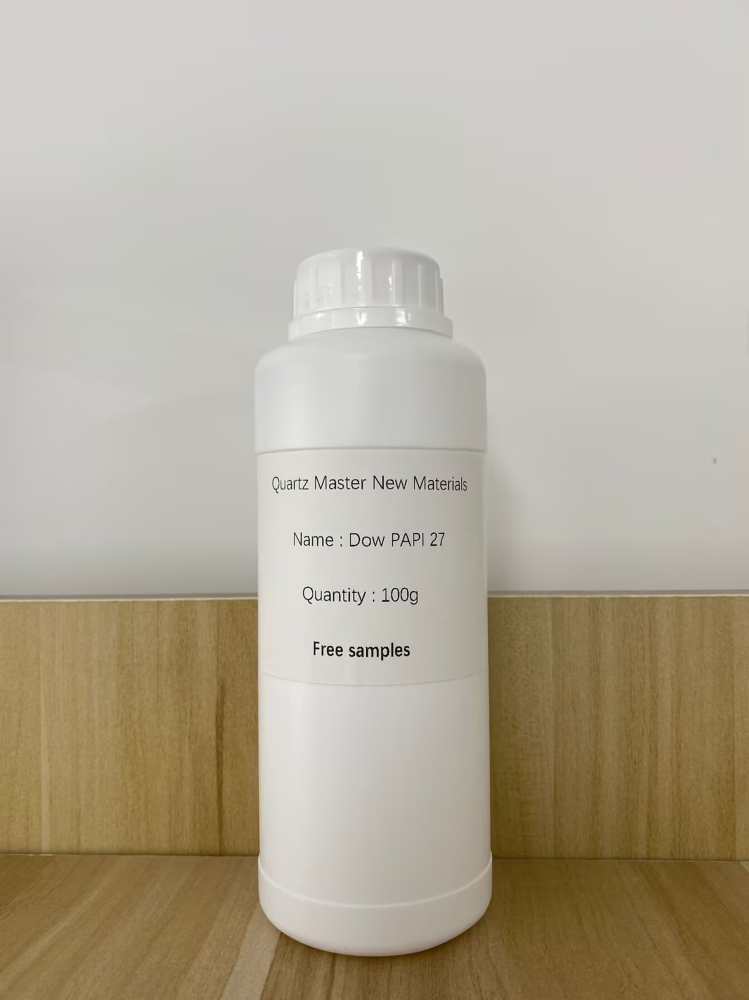 Quartz Master New Materials
Name : Dow PAPI 27
Quantity : 100g
Free samples